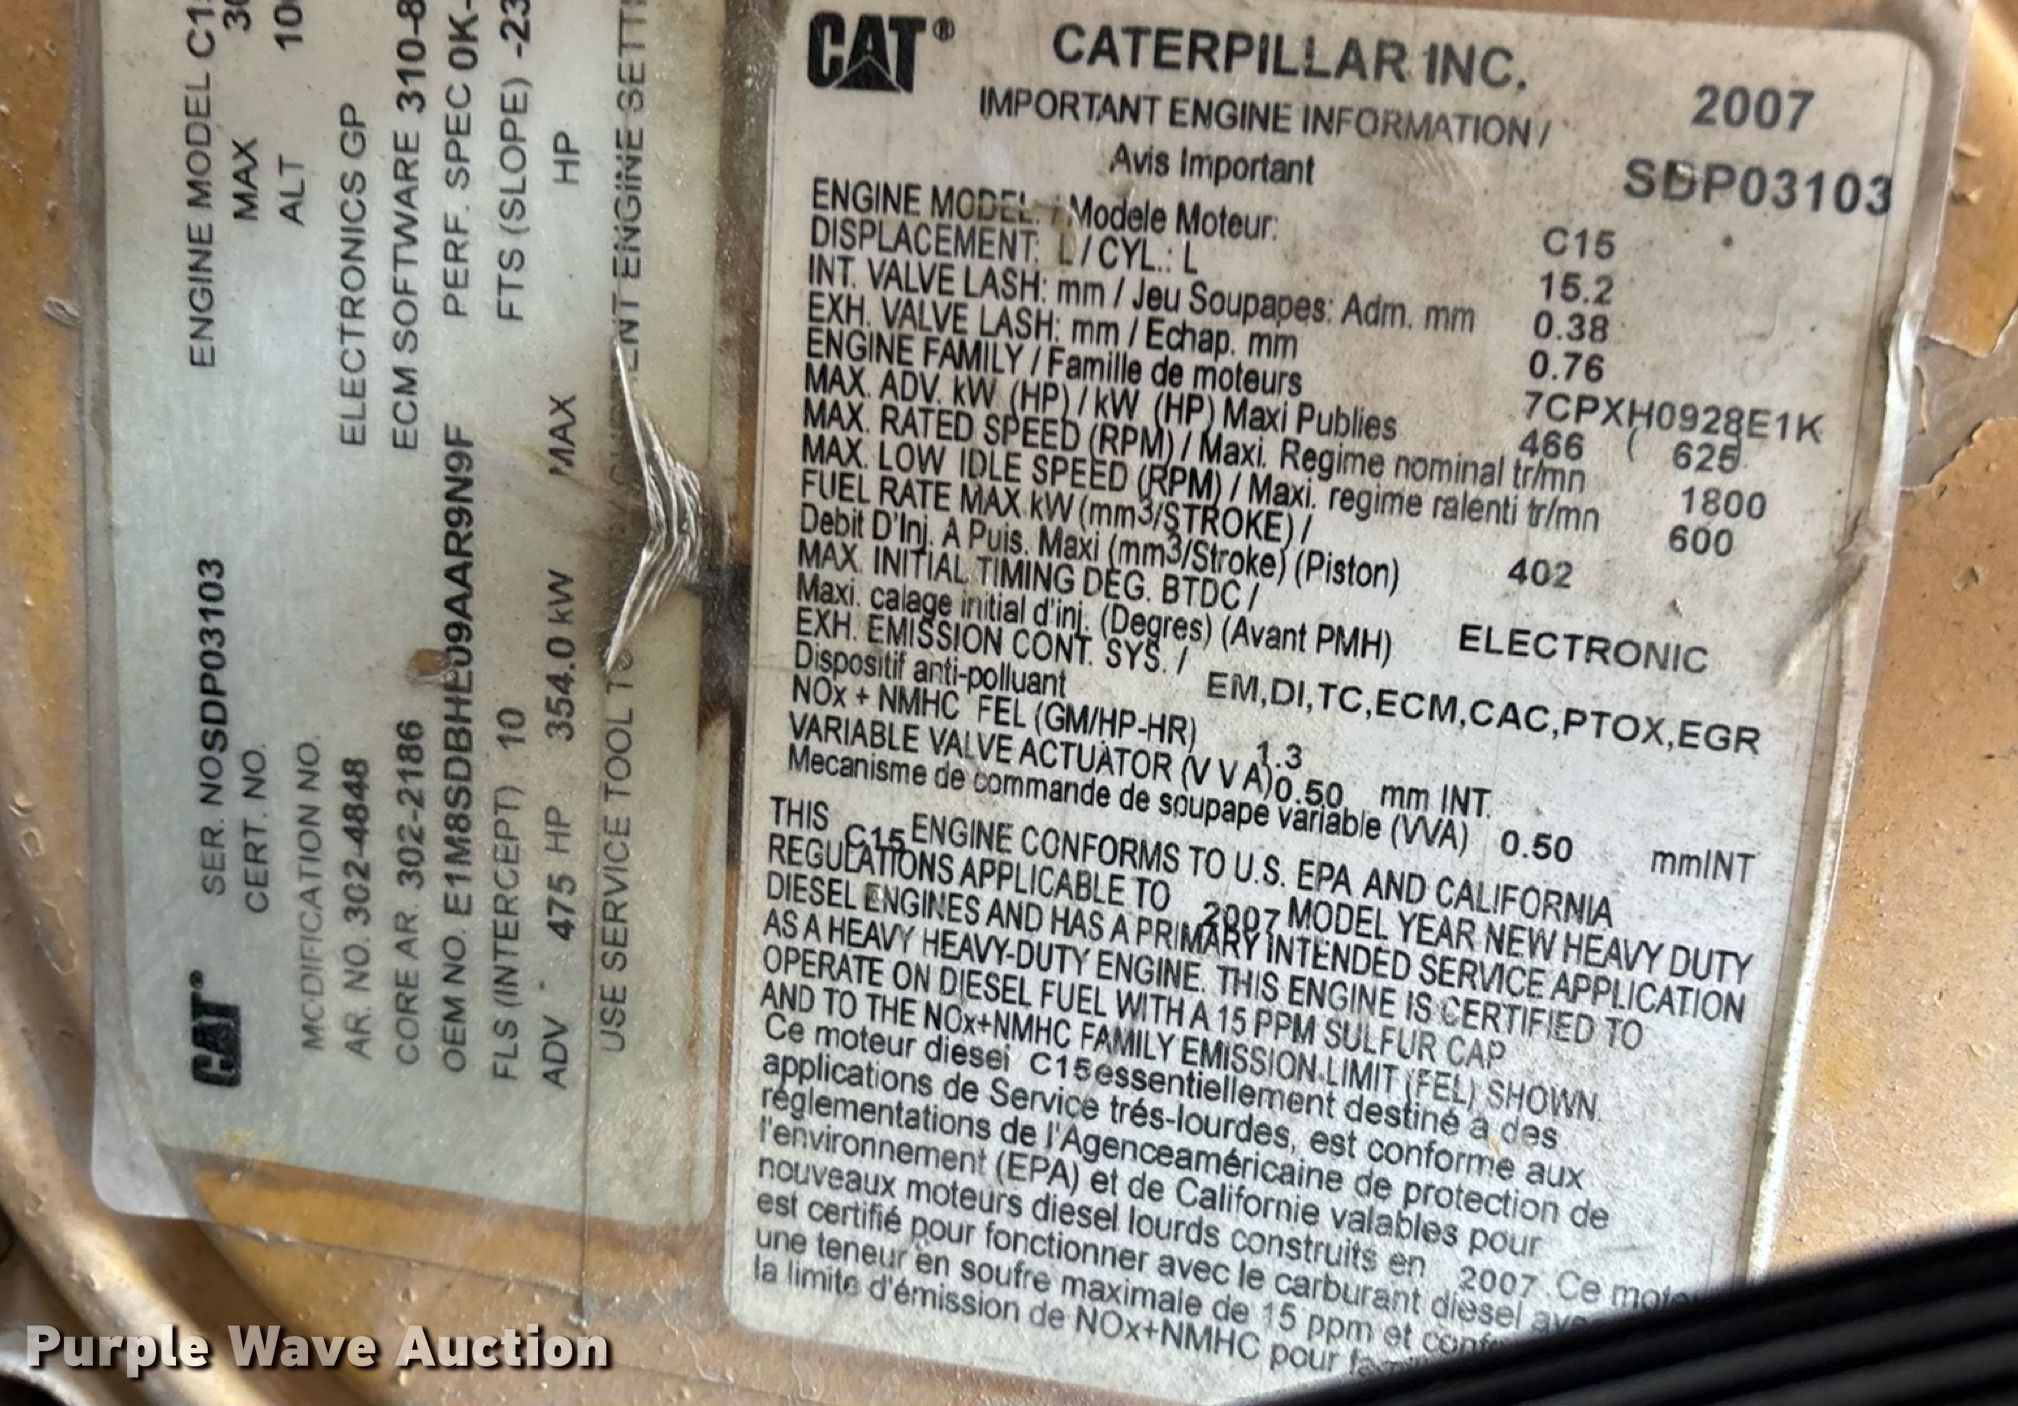 CAT
SER. NO SDP03103
ENGINE MODEL C1
CERT. NO.
MAX
MAX
ALT
MODIFICATION NO.
AR. NO. 302-4848
ELECTRONICS GP
CORE AR. 302-2186
ECM SOFTWARE 310-8
OEM NO. E1M8SDBHL09AAR9N9F
PERF. SPEC 0K-
FLS (INTERCEPT) 10
FTS (SLOPE) -23
ADV - 475 HP 354.0 kW MAX HP
USE SERVICE TOOL ENGINE
CAT® CATERPILLAR INC.
2007
IMPORTANT ENGINE INFORMATION /
Avis Important
SDP03103
ENGINE MODEL: / Modele Moteur: C15
DISPLACEMENT: L / CYL.: L 15.2
INT. VALVE LASH: mm / Jeu Soupapes: Adm. mm 0.38
EXH. VALVE LASH: mm / Echap. mm 0.76
ENGINE FAMILY / Famille de moteurs 7CPXH0928E1K
MAX. ADV. kW (HP) / kW (HP) Maxi Publies 466 ( 625
MAX. RATED SPEED (RPM) / Maxi. Regime nominal tr/mn 1800
MAX. LOW IDLE SPEED (RPM) / Maxi. regime ralenti tr/mn 600
FUEL RATE MAX kW (mm3/STROKE) /
Debit D'Inj. A Puis. Maxi (mm3/Stroke) (Piston) 402
MAX. INITIAL TIMING DEG. BTDC /
Maxi. calage initial d'inj. (Degres) (Avant PMH) ELECTRONIC
EXH. EMISSION CONT. SYS. /
Dispositif anti-polluant EM,DI,TC,ECM,CAC,PTOX,EGR
NOx + NMHC FEL (GM/HP-HR) 1.3
VARIABLE VALVE ACTUATOR (V V A) 0.50 mm INT.
Mecanisme de commande de soupape variable (VVA) 0.50 mmINT
THIS C15 ENGINE CONFORMS TO U.S. EPA AND CALIFORNIA
REGULATIONS APPLICABLE TO 2007 MODEL YEAR NEW HEAVY DUTY
DIESEL ENGINES AND HAS A PRIMARY INTENDED SERVICE APPLICATION
AS A HEAVY HEAVY-DUTY ENGINE. THIS ENGINE IS CERTIFIED TO
OPERATE ON DIESEL FUEL WITH A 15 PPM SULFUR CAP
AND TO THE NOx+NMHC FAMILY EMISSION LIMIT (FEL) SHOWN.
Ce moteur diesel C15 essentiellement destiné à des
applications de Service trés-lourdes, est conforme aux
réglementations de l'Agenceaméricaine de protection de
l'environnement (EPA) et de Californie valables pour
nouveaux moteurs diesel lourds construits en 2007 Ce
est certifié pour fonctionner avec le carburant diesel
une teneur en soufre maximale de 15 ppm et
la limite d'émission de NOx+NMHC pour
Purple Wave Auction